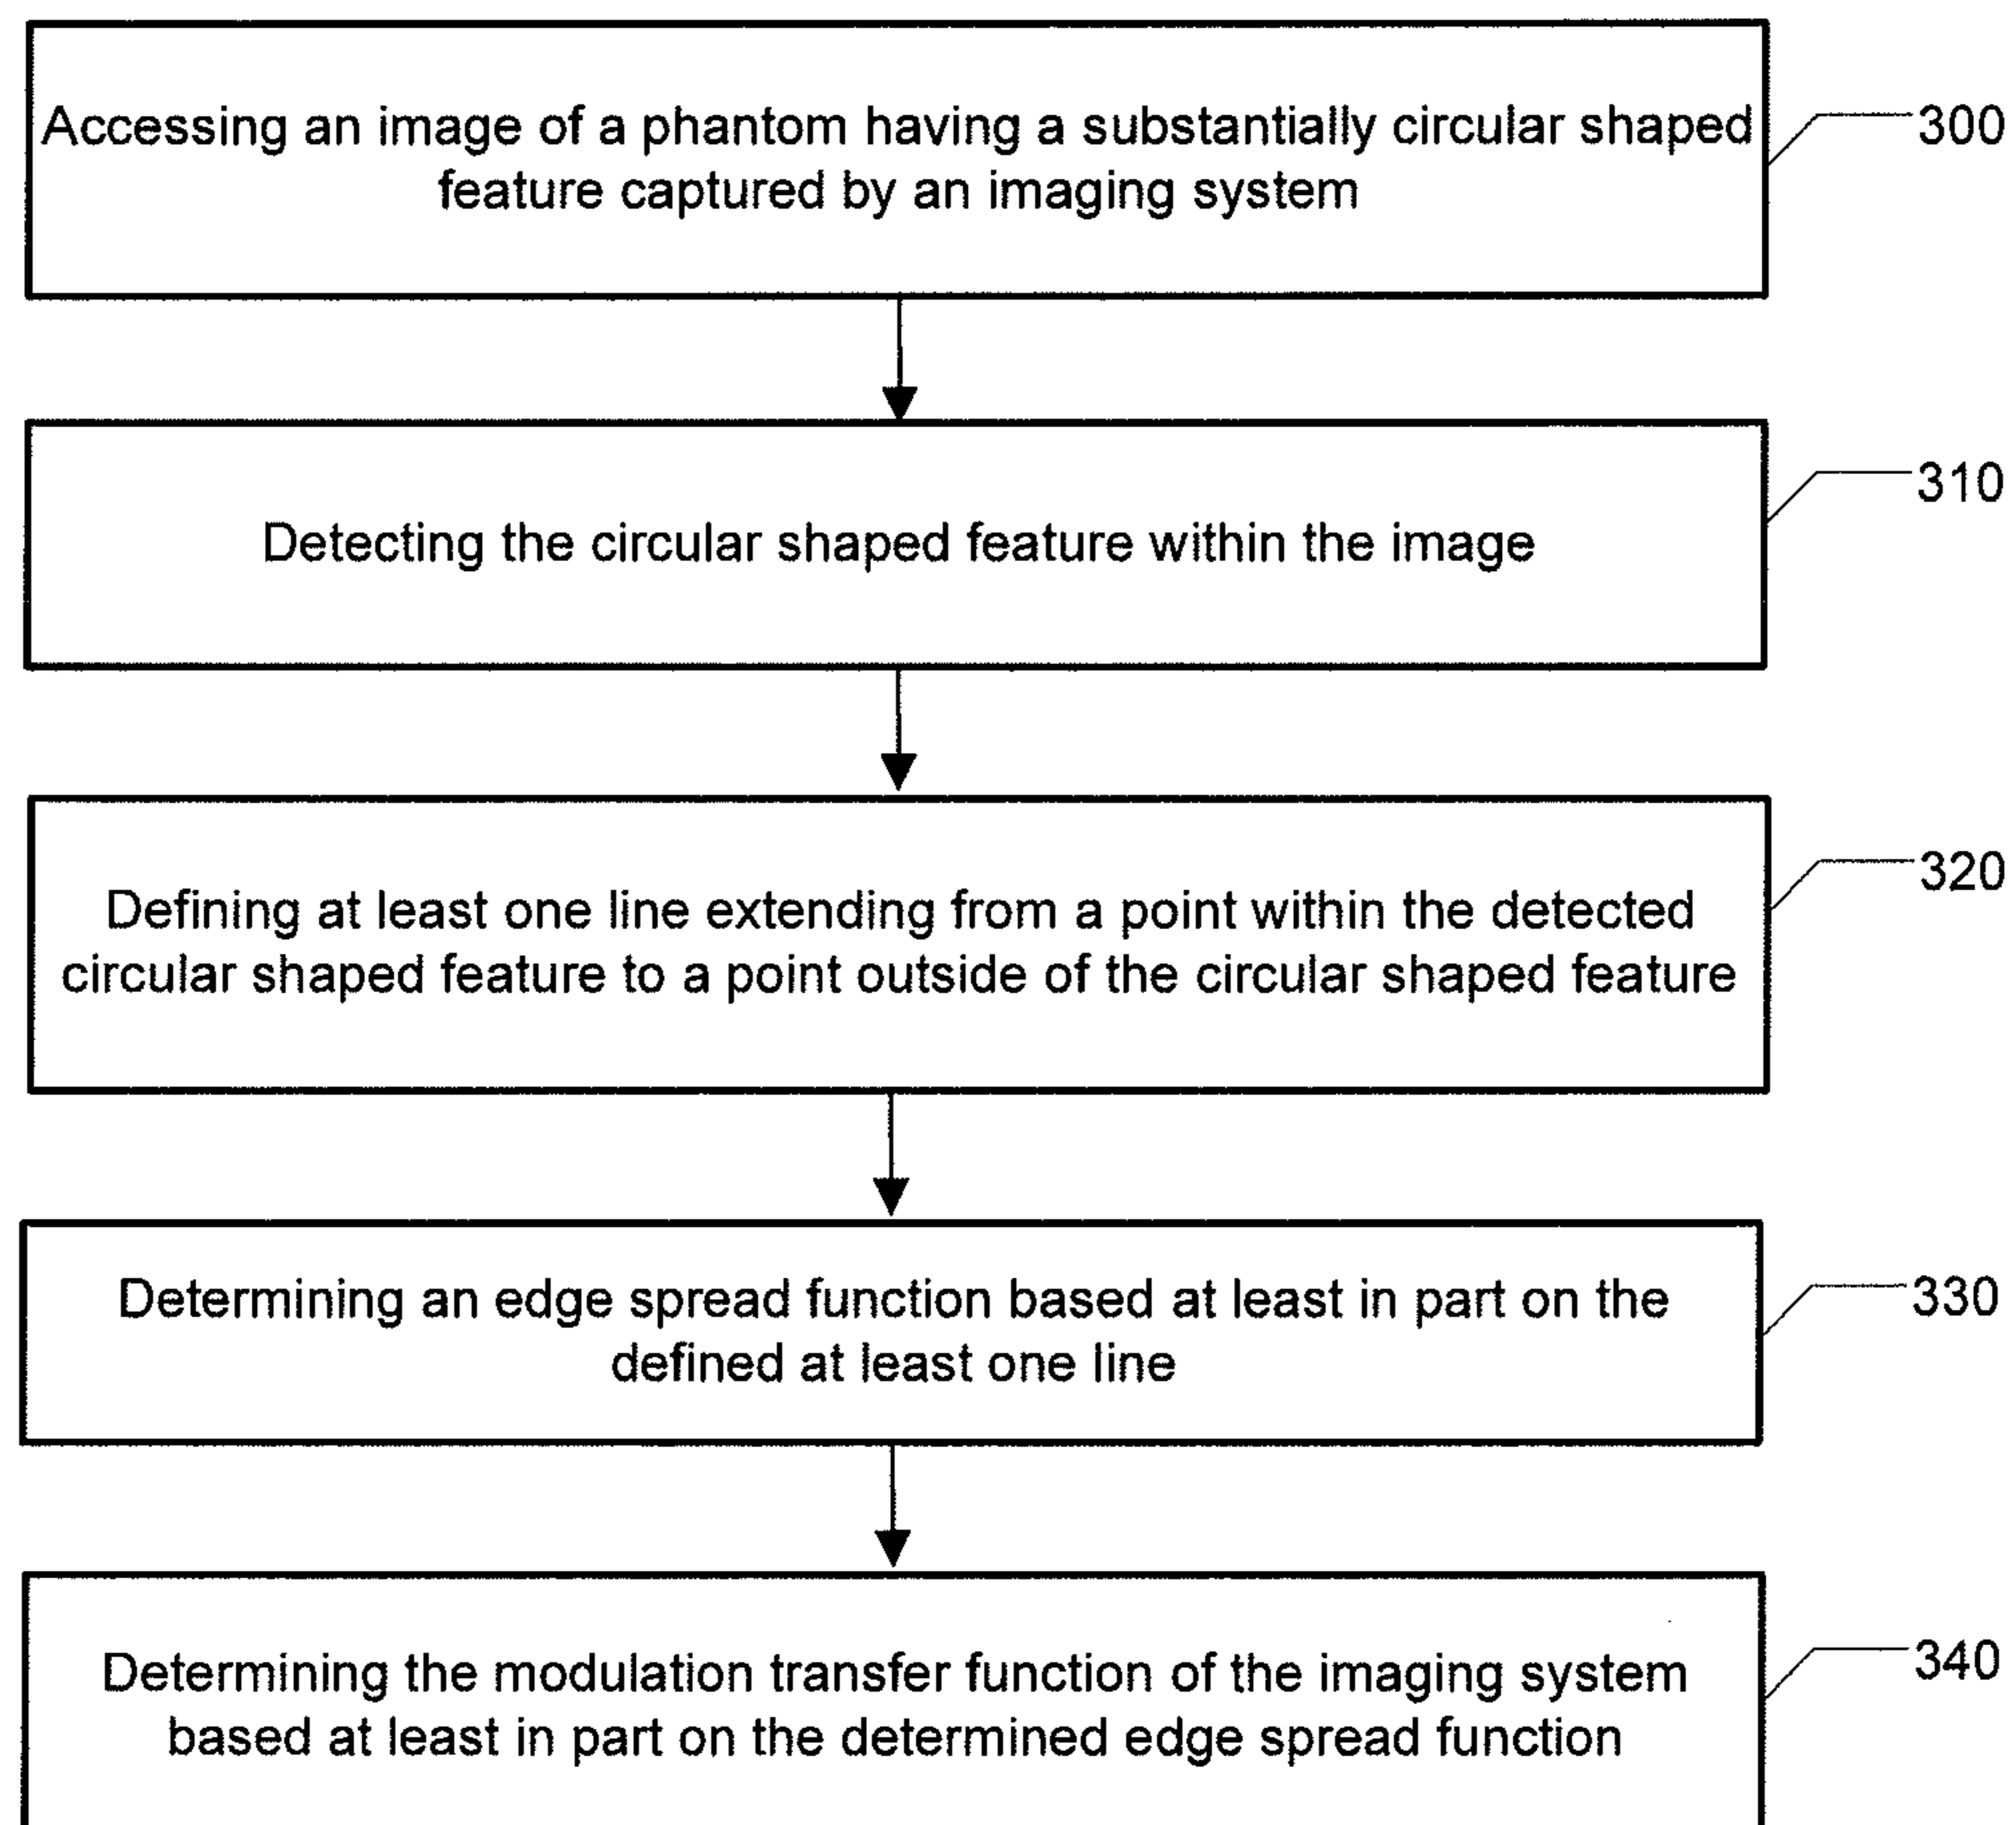 Accessing an image of a phantom having a substantially circular shaped
feature captured by an imaging system
300
Detecting the circular shaped feature within the image
310
Defining at least one line extending from a point within the detected
circular shaped feature to a point outside of the circular shaped feature
320
Determining an edge spread function based at least in part on the
defined at least one line
330
Determining the modulation transfer function of the imaging system
based at least in part on the determined edge spread function
340